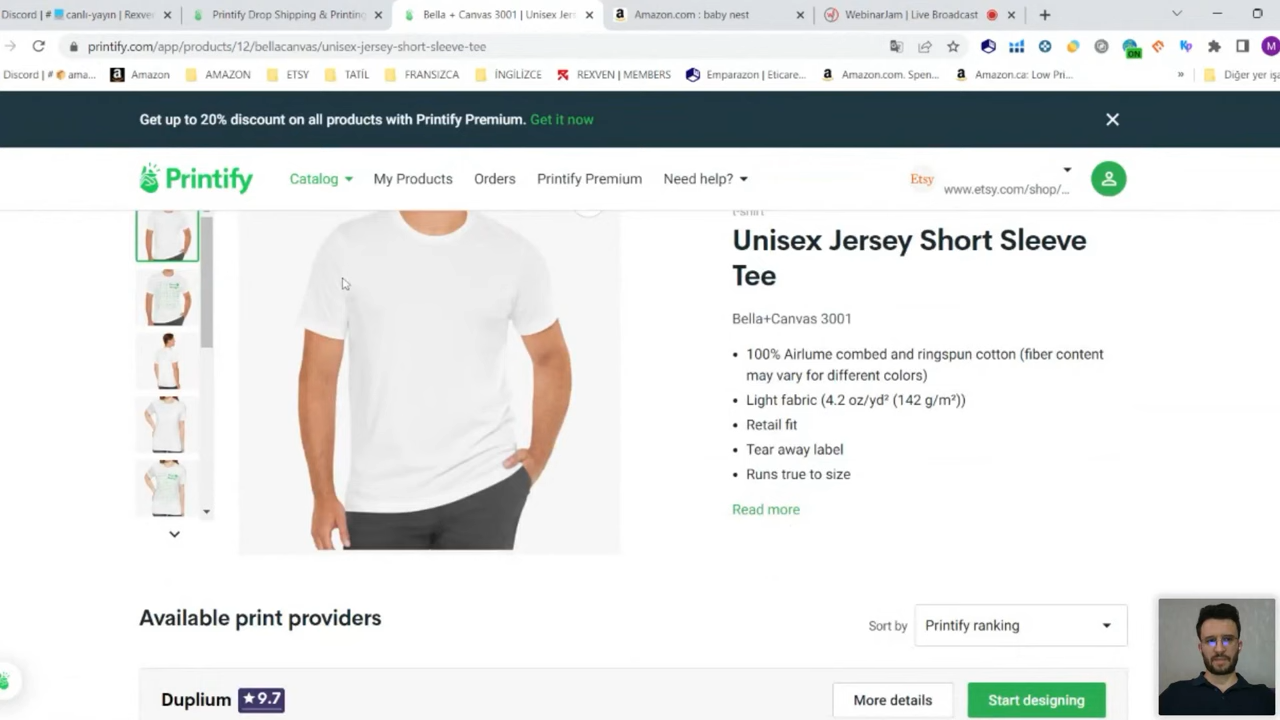 Discord | # canlı-yayın | Rexver
Printify Drop Shipping & Printing
Bella + Canvas 3001 | Unisex Jers
Amazon.com : baby nest
WebinarJam | Live Broadcast
printify.com/app/products/12/bellacanvas/unisex-jersey-short-sleeve-tee
ON
M
Discord | # ama...
Amazon
AMAZON
ETSY
TATİL
FRANSIZCA
İNGİLİZCE
REXVEN | MEMBERS
Emparazon | Eticare...
Amazon.com. Spen...
Amazon.ca: Low Pri...
»
Diğer yer işa
Get up to 20% discount on all products with Printify Premium. Get it now
Printify
Catalog
My Products
Orders
Printify Premium
Need help?
Etsy
www.etsy.com/shop/...
t-shirt
Unisex Jersey Short Sleeve
Tee
Bella+Canvas 3001
• 100% Airlume combed and ringspun cotton (fiber content
may vary for different colors)
• Light fabric (4.2 oz/yd² (142 g/m²))
• Retail fit
• Tear away label
• Runs true to size
Read more
Available print providers
Sort by
Printify ranking
Duplium
9.7
More details
Start designing